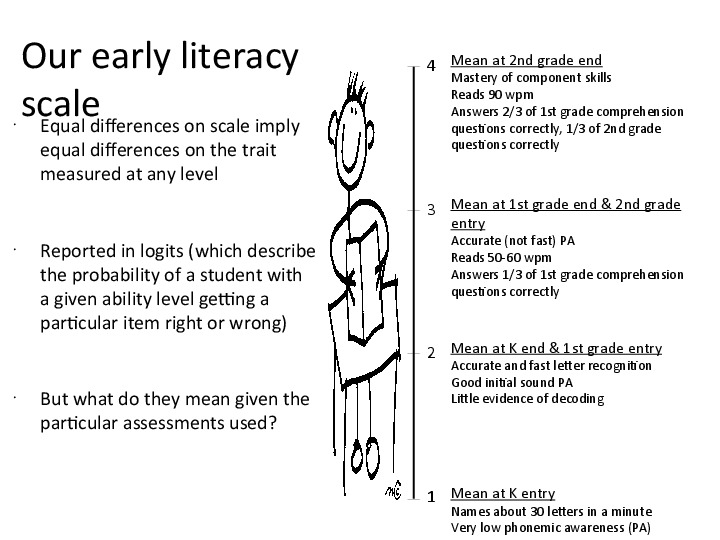 Our early literacy
scale
· Equal differences on scale imply
equal differences on the trait
measured at any level
· Reported in logits (which describe
the probability of a student with
a given ability level getting a
particular item right or wrong)
· But what do they mean given the
particular assessments used?
4 Mean at 2nd grade end
Mastery of component skills
Reads 90 wpm
Answers 2/3 of 1st grade comprehension
questions correctly, 1/3 of 2nd grade
questions correctly
3 Mean at 1st grade end & 2nd grade
entry
Accurate (not fast) PA
Reads 50-60 wpm
Answers 1/3 of 1st grade comprehension
questions correctly
2 Mean at K end & 1st grade entry
Accurate and fast letter recognition
Good initial sound PA
Little evidence of decoding
1 Mean at K entry
Names about 30 letters in a minute
Very low phonemic awareness (PA)